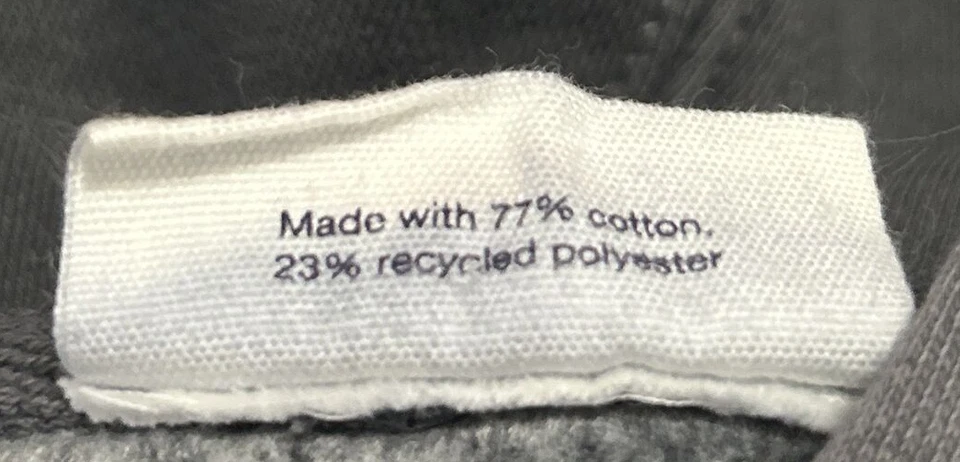 Made with 77% cotton,
23% recycled polyester